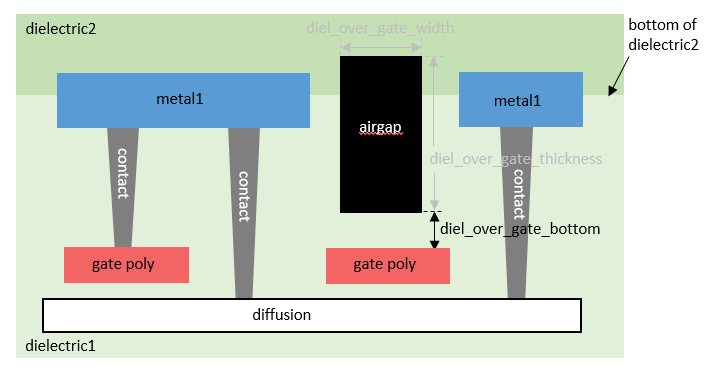 dielectric2
diel_over_gate_width
bottom of
dielectric2
metal1
metal1
airgap
contact
contact
contact
diel_over_gate_thickness
diel_over_gate_bottom
gate poly
gate poly
diffusion
dielectric1